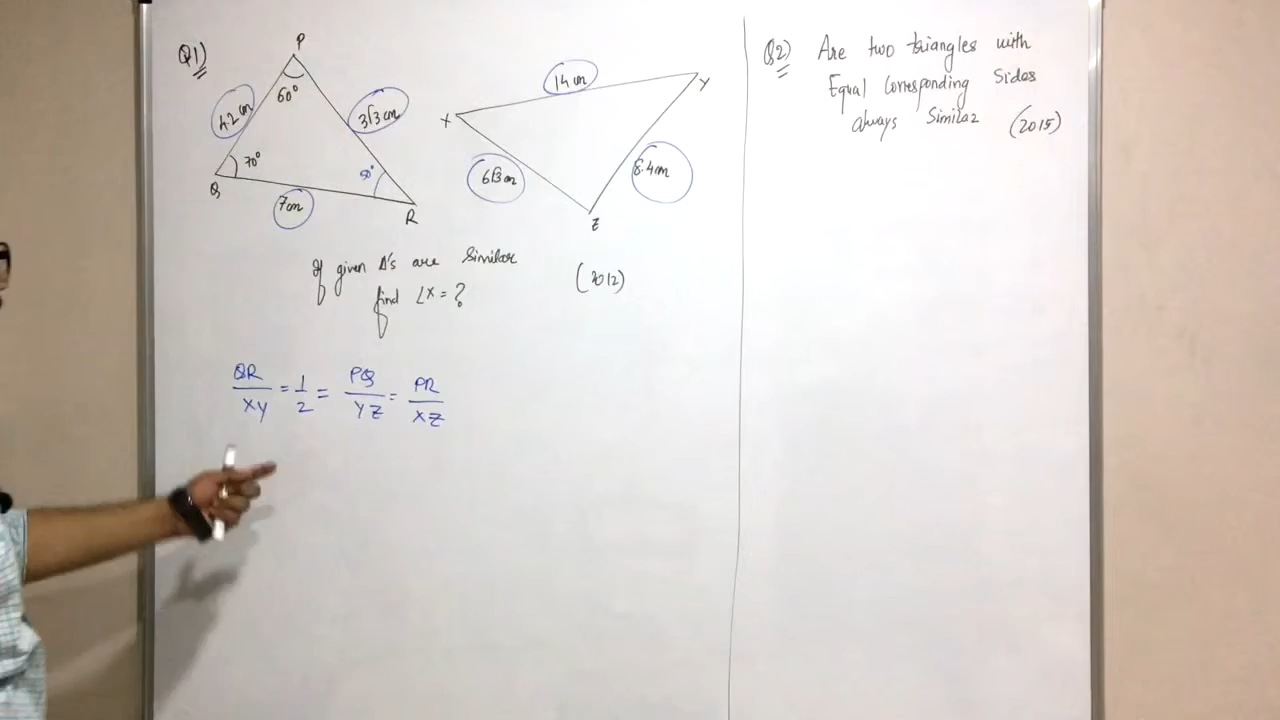 Q1)
P
60°
4.2 cm
3√3 cm
70°
50°
Q
7 cm
R
X
14 cm
Y
6√3 cm
8.4 cm
Z
If given Δ's are similar
find ∠X = ?
(2012)
QR/XY = 1/2 = PQ/YZ = PR/XZ
Q2) Are two triangles with
Equal Corresponding Sides
always Similar (2015)